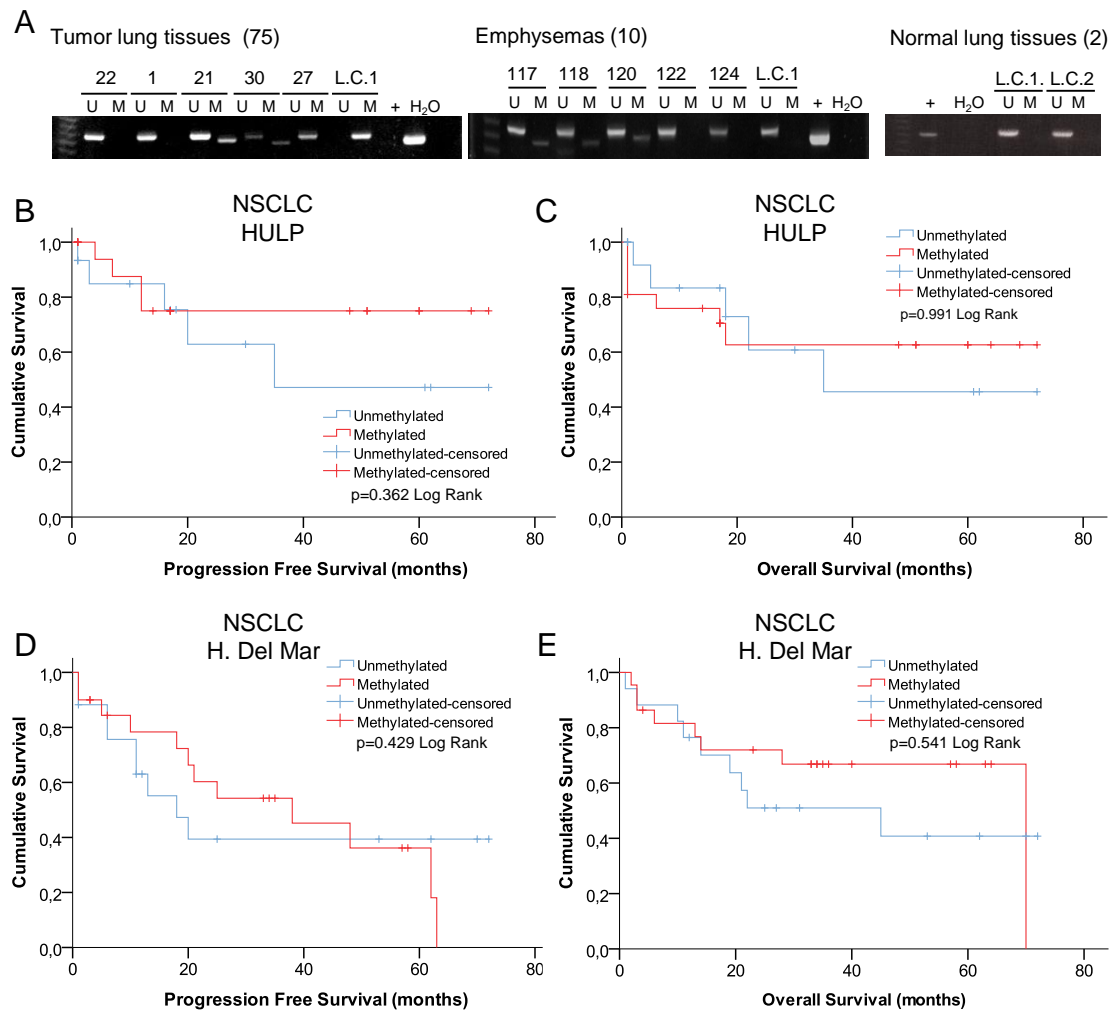 A
Tumor lung tissues (75)
22 1 21 30 27 L.C.1
U M U M U M U M U M U M + H2O
Emphysemas (10)
117 118 120 122 124 L.C.1
U M U M U M U M U M U M + H2O
Normal lung tissues (2)
L.C.1. L.C.2
+ H2O U M U M
B
NSCLC
HULP
Cumulative Survival
1,0
0,8
0,6
0,4
0,2
0,0
Unmethylated
Methylated
Unmethylated-censored
Methylated-censored
p=0.362 Log Rank
0 20 40 60 80
Progression Free Survival (months)
C
NSCLC
HULP
Cumulative Survival
1,0
0,8
0,6
0,4
0,2
0,0
Unmethylated
Methylated
Unmethylated-censored
Methylated-censored
p=0.991 Log Rank
0 20 40 60 80
Overall Survival (months)
D
NSCLC
H. Del Mar
Cumulative Survival
1,0
0,8
0,6
0,4
0,2
0,0
Unmethylated
Methylated
Unmethylated-censored
Methylated-censored
p=0.429 Log Rank
0 20 40 60 80
Progression Free Survival (months)
E
NSCLC
H. Del Mar
Cumulative Survival
1,0
0,8
0,6
0,4
0,2
0,0
Unmethylated
Methylated
Unmethylated-censored
Methylated-censored
p=0.541 Log Rank
0 20 40 60 80
Overall Survival (months)